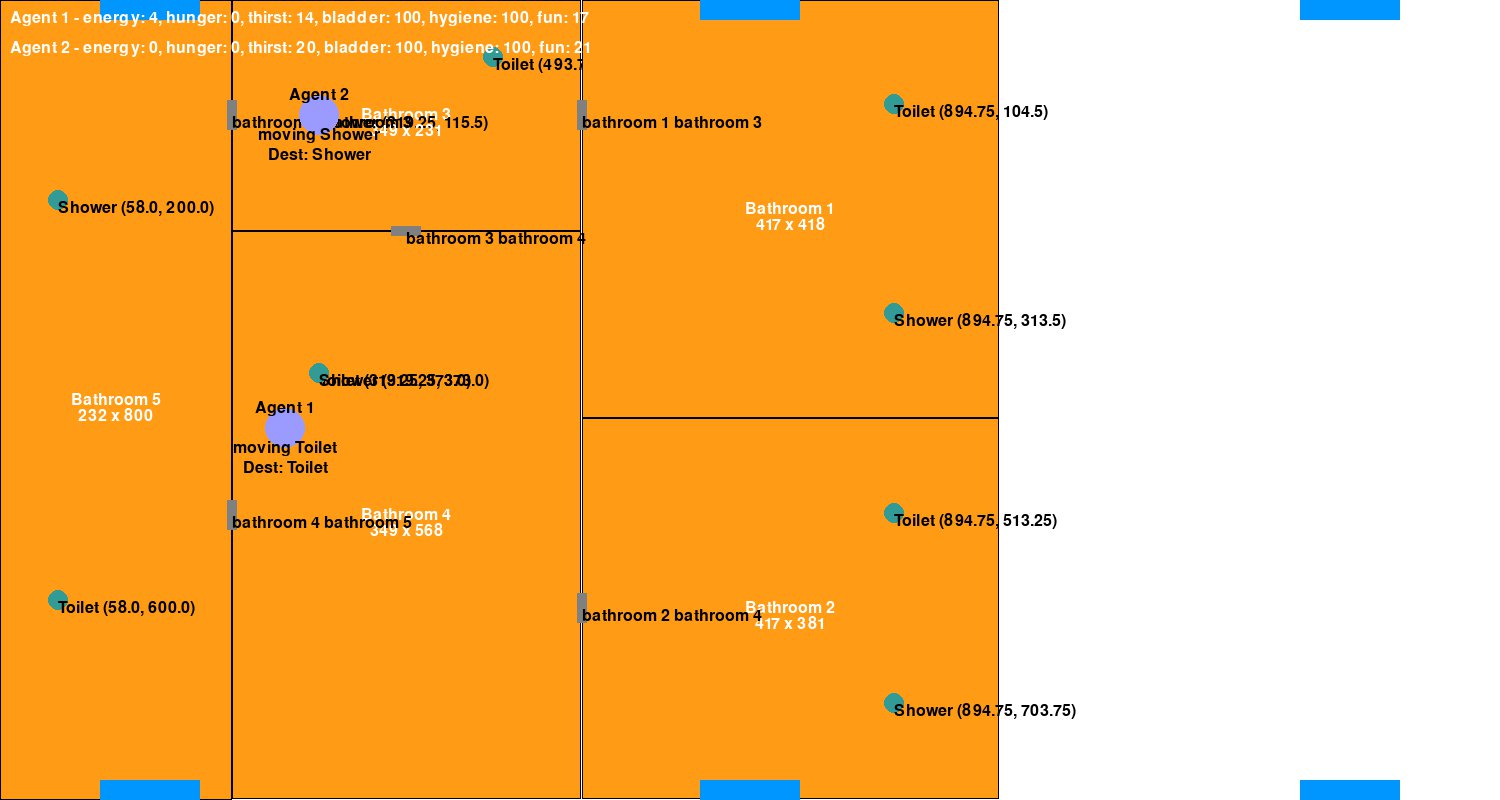 Agent 1 - energy: 4, hunger: 0, thirst: 14, bladder: 100, hygiene: 100, fun: 17
Agent 2 - energy: 0, hunger: 0, thirst: 20, bladder: 100, hygiene: 100, fun: 21
Toilet (493.7
Agent 2
Bathroom 3
349 x 231
115.5)
moving Shower
Dest: Shower
bathroom 1 bathroom 3
Toilet (894.75, 104.5)
Shower (58.0, 200.0)
Bathroom 1
417 x 418
bathroom 3 bathroom 4
Shower (894.75, 313.5)
Bathroom 5
232 x 800
Agent 1
moving Toilet
Dest: Toilet
Bathroom 4
349 x 568
bathroom 4 bathroom 5
Toilet (894.75, 513.25)
Toilet (58.0, 600.0)
Bathroom 2
417 x 381
bathroom 2 bathroom 4
Shower (894.75, 703.75)